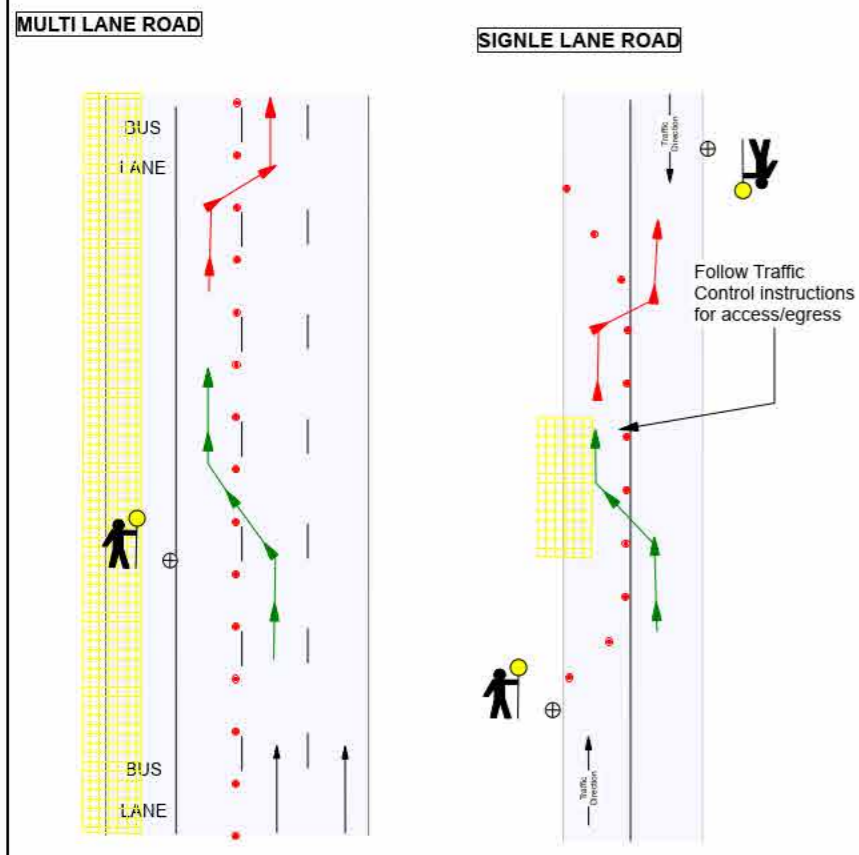 MULTI LANE ROAD
SIGNLE LANE ROAD
BUS
LANE
Traffic
Direction
Follow Traffic
Control instructions
for access/egress
BUS
LANE
Traffic
Direction